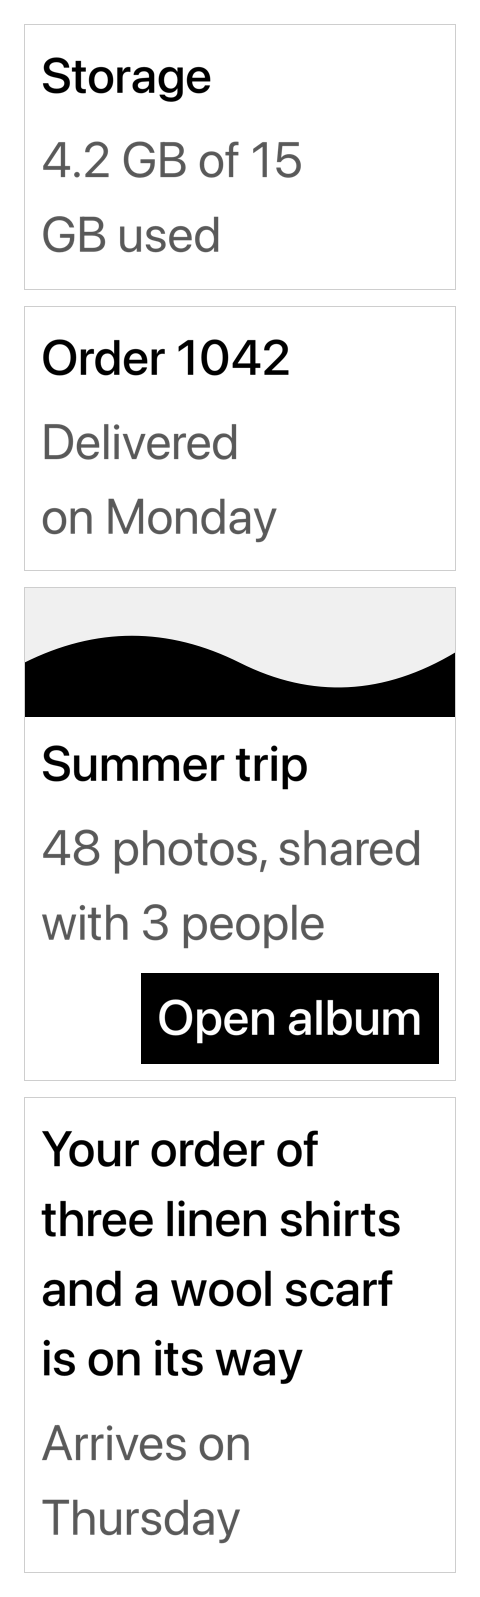 Storage
4.2 GB of 15
GB used
Order 1042
Delivered
on Monday
Summer trip
48 photos, shared
with 3 people
Open album
Your order of
three linen shirts
and a wool scarf
is on its way
Arrives on
Thursday